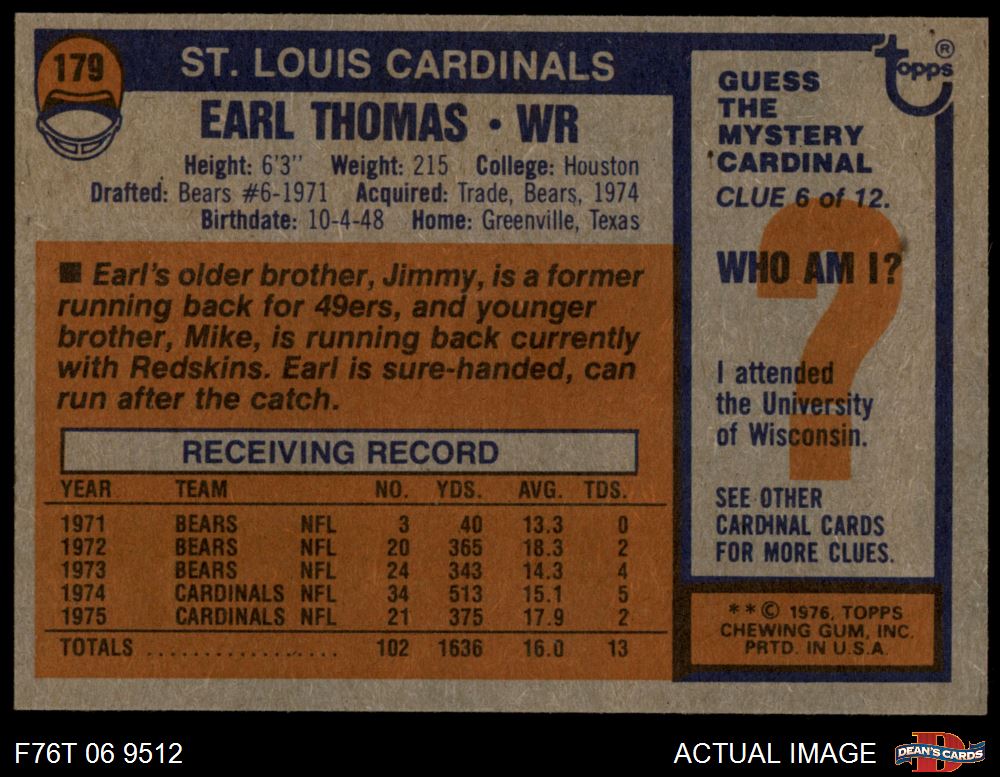 179
ST. LOUIS CARDINALS
EARL THOMAS • WR
Height: 6'3" Weight: 215 College: Houston
Drafted: Bears #6-1971 Acquired: Trade, Bears, 1974
Birthdate: 10-4-48 Home: Greenville, Texas
■ Earl's older brother, Jimmy, is a former
running back for 49ers, and younger
brother, Mike, is running back currently
with Redskins. Earl is sure-handed, can
run after the catch.
RECEIVING RECORD
YEAR TEAM NO. YDS. AVG. TDS.
1971 BEARS NFL 3 40 13.3 0
1972 BEARS NFL 20 365 18.3 2
1973 BEARS NFL 24 343 14.3 4
1974 CARDINALS NFL 34 513 15.1 5
1975 CARDINALS NFL 21 375 17.9 2
TOTALS .................. 102 1636 16.0 13
topps ®
GUESS
THE
MYSTERY
CARDINAL
CLUE 6 of 12.
WHO AM I?
?
I attended
the University
of Wisconsin.
SEE OTHER
CARDINAL CARDS
FOR MORE CLUES.
** © 1976, TOPPS
CHEWING GUM, INC.
PRTD. IN U.S.A.
F76T 06 9512
ACTUAL IMAGE
D
DEAN'S CARDS